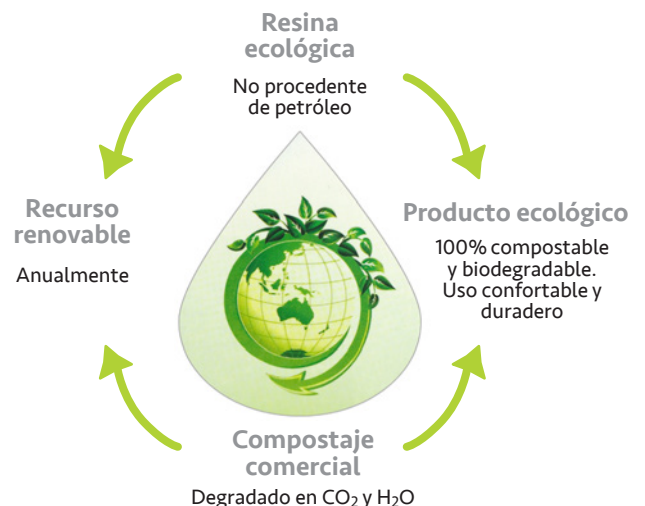 Resina
ecológica
No procedente
de petróleo
Recurso
renovable
Anualmente
Producto ecológico
100% compostable
y biodegradable.
Uso confortable y
duradero
Compostaje
comercial
Degradado en CO₂ y H₂O